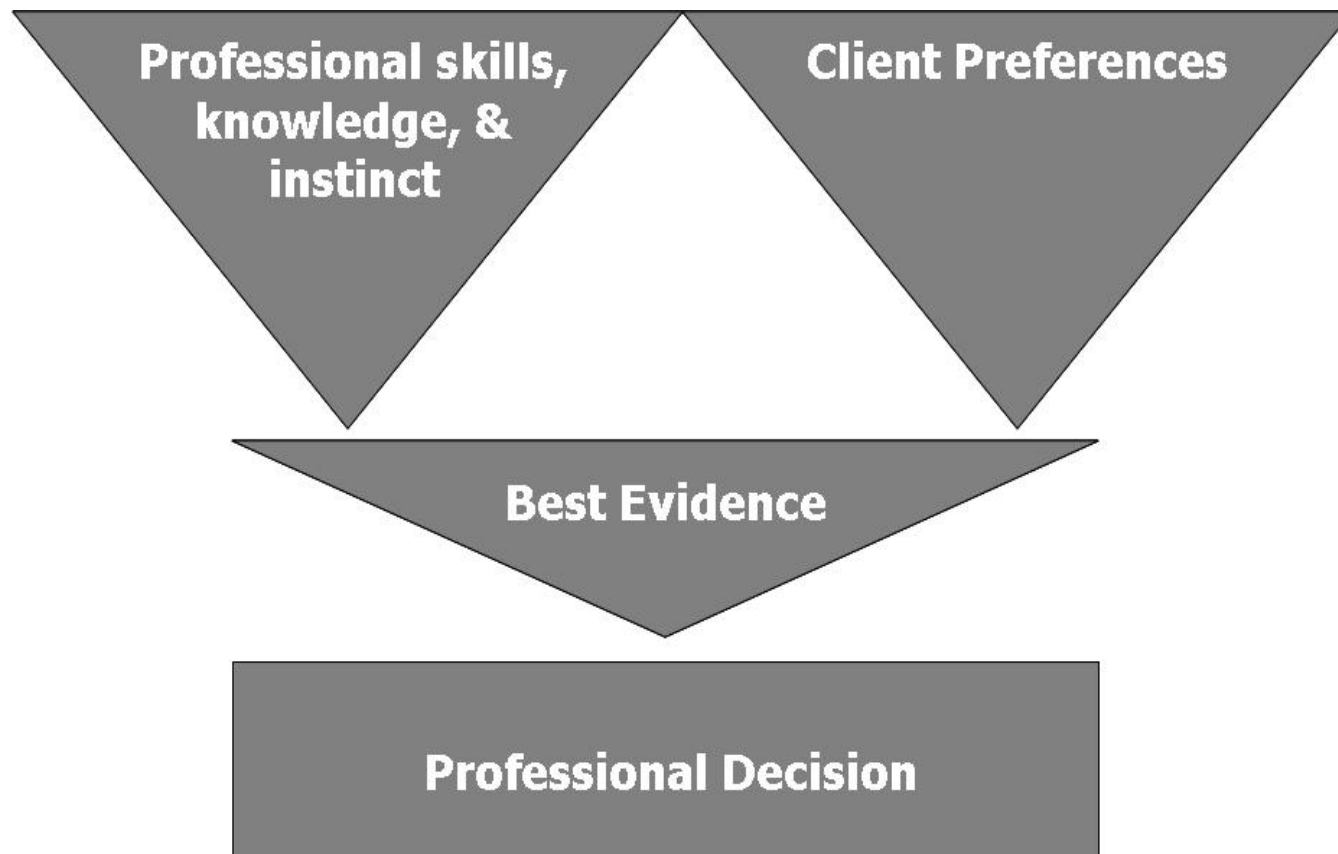 Professional skills,
knowledge, &
instinct
Client Preferences
Best Evidence
Professional Decision